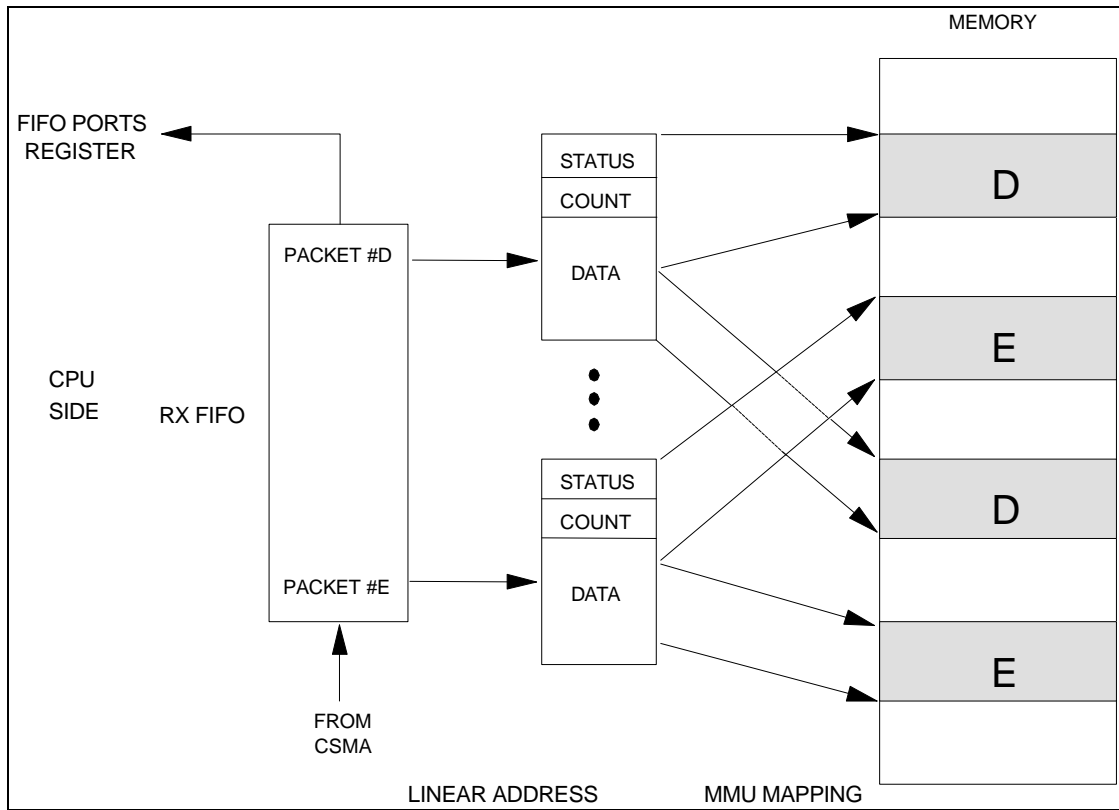 MEMORY
FIFO PORTS
REGISTER
STATUS
COUNT
DATA
D
PACKET #D
E
CPU
SIDE
RX FIFO
STATUS
COUNT
DATA
D
PACKET #E
E
FROM
CSMA
LINEAR ADDRESS
MMU MAPPING